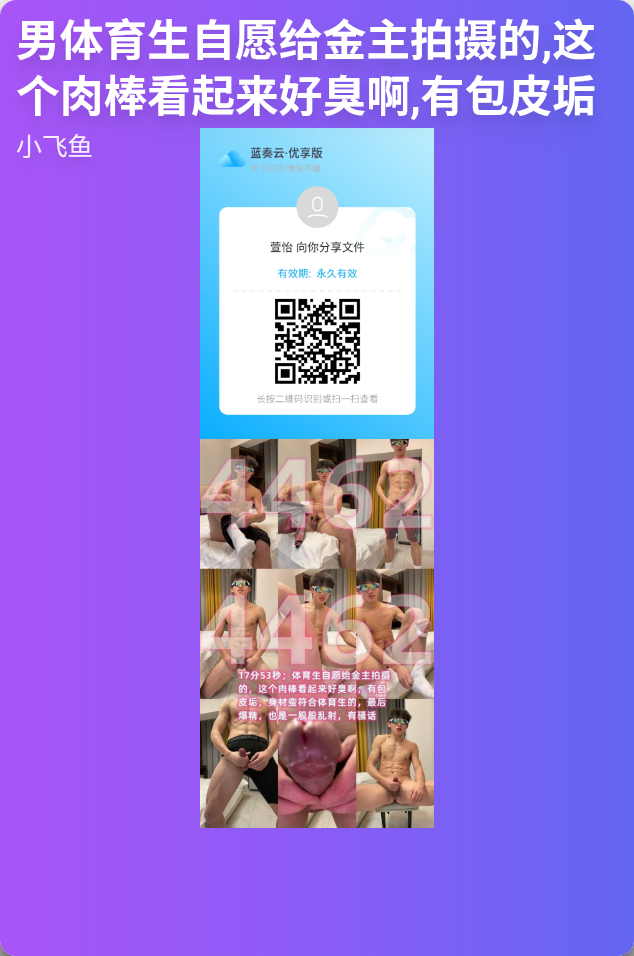 男体育生自愿给金主拍摄的,这
个肉棒看起来好臭啊,有包皮垢
小飞鱼
蓝奏云·优享版
萱怡 向你分享文件
有效期: 永久有效
长按二维码识别或扫一扫查看
4462
4462
17分53秒；体育生自愿给金主拍摄
的，这个肉棒看起来好臭啊，有包
皮垢，身材蛮符合体育生的，最后
爆精，也是一股股乱射，有骚话